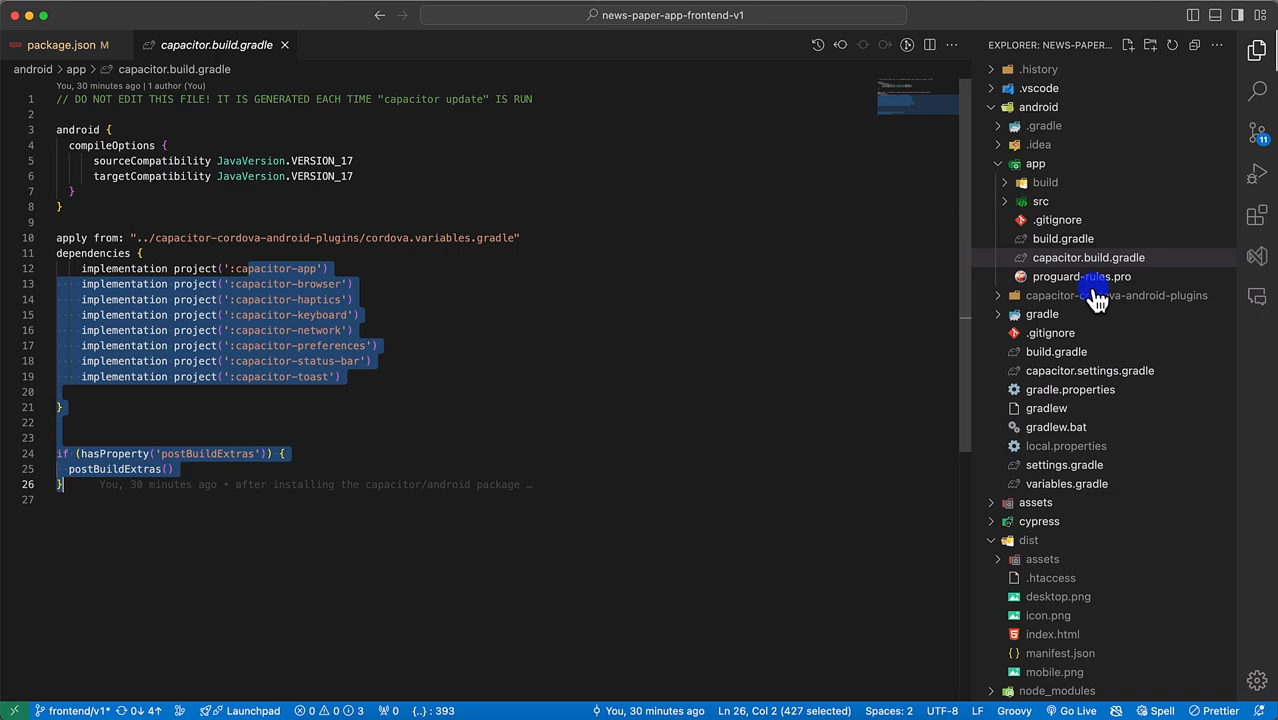 news-paper-app-frontend-v1
package.json M
capacitor.build.gradle
EXPLORER: NEWS-PAPER...
android > app > capacitor.build.gradle
You, 30 minutes ago | 1 author (You)
1 // DO NOT EDIT THIS FILE! IT IS GENERATED EACH TIME "capacitor update" IS RUN
2
3 android {
4 compileOptions {
5 sourceCompatibility JavaVersion.VERSION_17
6 targetCompatibility JavaVersion.VERSION_17
7 }
8 }
9
10 apply from: "../capacitor-cordova-android-plugins/cordova.variables.gradle"
11 dependencies {
12 implementation project(':capacitor-app')
13 implementation project(':capacitor-browser')
14 implementation project(':capacitor-haptics')
15 implementation project(':capacitor-keyboard')
16 implementation project(':capacitor-network')
17 implementation project(':capacitor-preferences')
18 implementation project(':capacitor-status-bar')
19 implementation project(':capacitor-toast')
20
21 }
22
23
24 if (hasProperty('postBuildExtras')) {
25 postBuildExtras()
26 } You, 30 minutes ago • after installing the capacitor/android package …
27
.history
.vscode
android
.gradle
.idea
app
build
src
.gitignore
build.gradle
capacitor.build.gradle
proguard-rules.pro
capacitor-cordova-android-plugins
gradle
.gitignore
build.gradle
capacitor.settings.gradle
gradle.properties
gradlew
gradlew.bat
local.properties
settings.gradle
variables.gradle
assets
cypress
dist
assets
.htaccess
desktop.png
icon.png
index.html
manifest.json
mobile.png
node_modules
11
frontend/v1* 0↓ 4↑ Launchpad 0 0 3 0 {..} : 393 You, 30 minutes ago Ln 26, Col 2 (427 selected) Spaces: 2 UTF-8 LF Groovy Go Live Spell Prettier